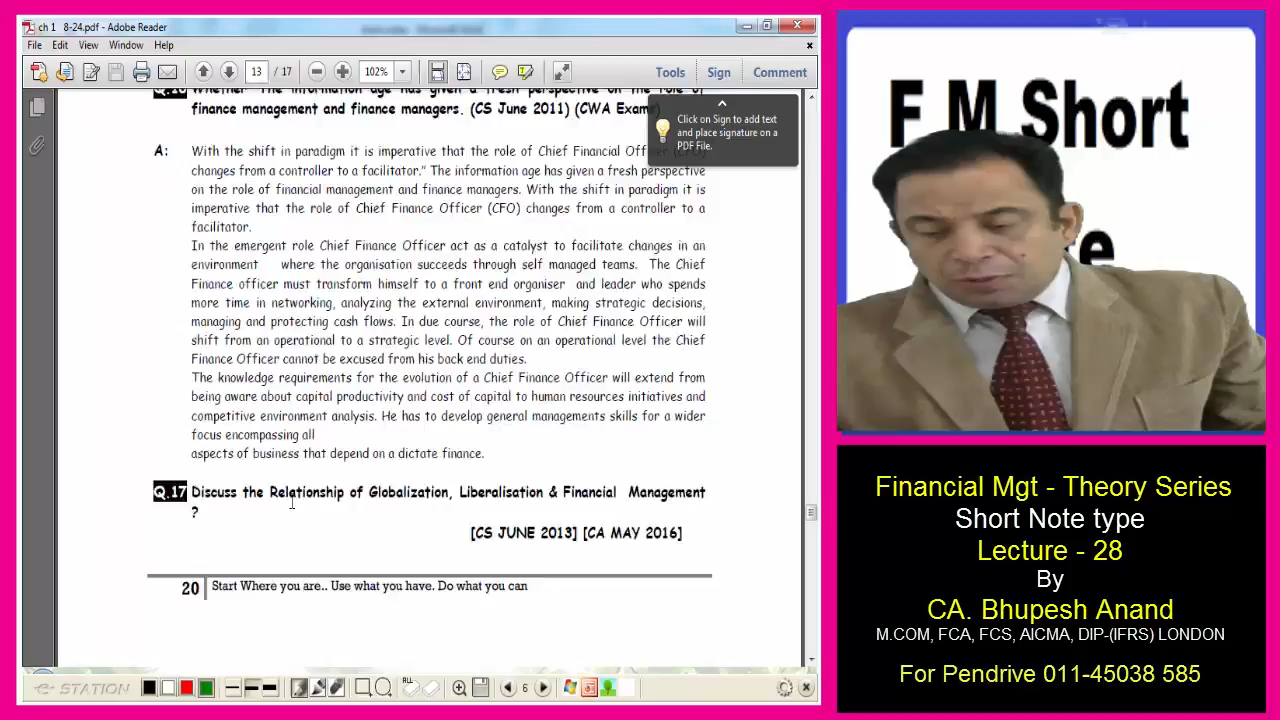 ch 1 8-24.pdf - Adobe Reader
File Edit View Window Help
13 / 17
102%
Tools Sign Comment
Click on Sign to add text
and place signature on a
PDF File.
Whether The information age has given a fresh perspective on the role of
finance management and finance managers. (CS June 2011) (CWA Exams)
A: With the shift in paradigm it is imperative that the role of Chief Financial Officer (CFO)
changes from a controller to a facilitator.” The information age has given a fresh perspective
on the role of financial management and finance managers. With the shift in paradigm it is
imperative that the role of Chief Finance Officer (CFO) changes from a controller to a
facilitator.
In the emergent role Chief Finance Officer act as a catalyst to facilitate changes in an
environment where the organisation succeeds through self managed teams. The Chief
Finance officer must transform himself to a front end organiser and leader who spends
more time in networking, analyzing the external environment, making strategic decisions,
managing and protecting cash flows. In due course, the role of Chief Finance Officer will
shift from an operational to a strategic level. Of course on an operational level the Chief
Finance Officer cannot be excused from his back end duties.
The knowledge requirements for the evolution of a Chief Finance Officer will extend from
being aware about capital productivity and cost of capital to human resources initiatives and
competitive environment analysis. He has to develop general managements skills for a wider
focus encompassing all
aspects of business that depend on a dictate finance.
Q.17 Discuss the Relationship of Globalization, Liberalisation & Financial Management
?
[CS JUNE 2013] [CA MAY 2016]
20 Start Where you are.. Use what you have. Do what you can
e-STATION
6
F M Short
Financial Mgt - Theory Series
Short Note type
Lecture - 28
By
CA. Bhupesh Anand
M.COM, FCA, FCS, AICMA, DIP-(IFRS) LONDON
For Pendrive 011-45038 585